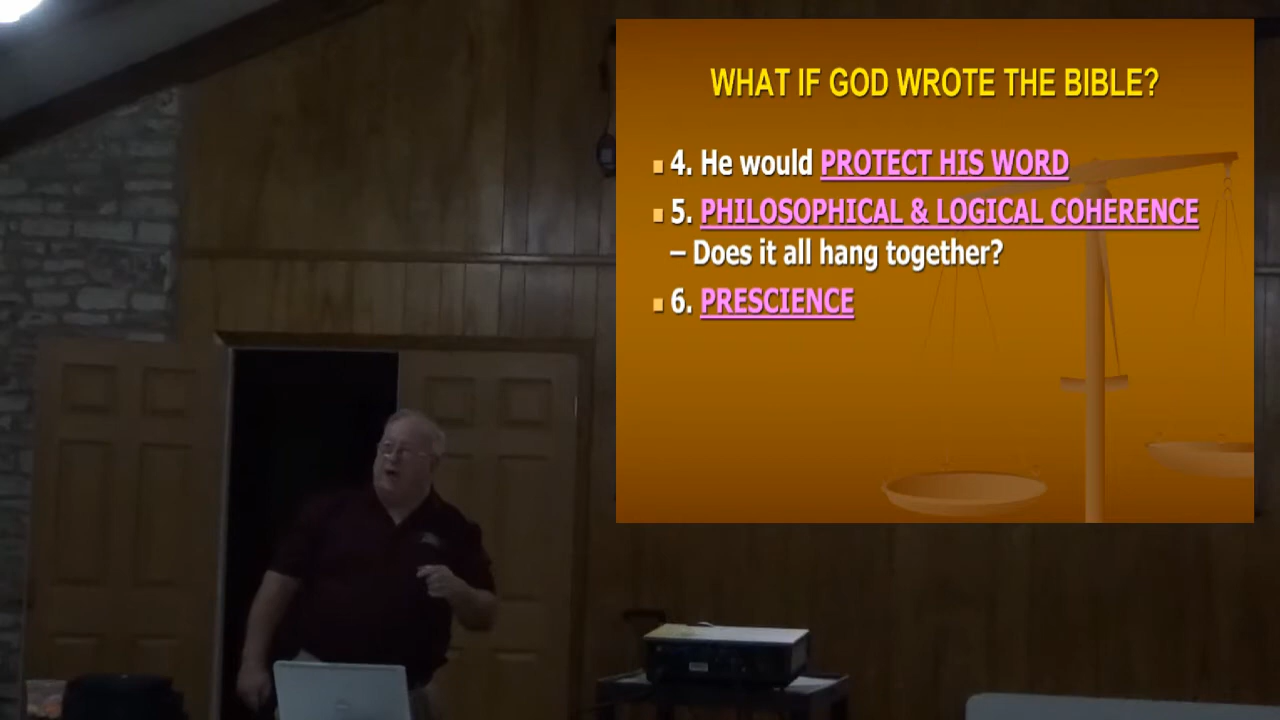 WHAT IF GOD WROTE THE BIBLE?
4. He would PROTECT HIS WORD
5. PHILOSOPHICAL & LOGICAL COHERENCE
– Does it all hang together?
6. PRESCIENCE